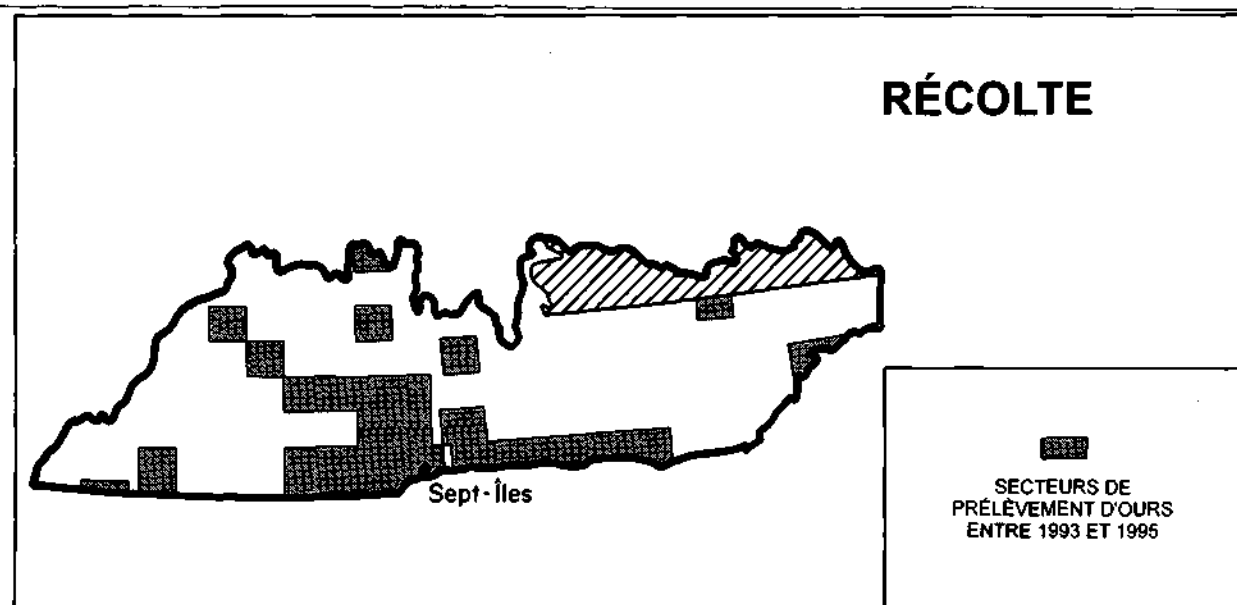 RÉCOLTE
Sept-Îles
SECTEURS DE
PRÉLÈVEMENT D'OURS
ENTRE 1993 ET 1995